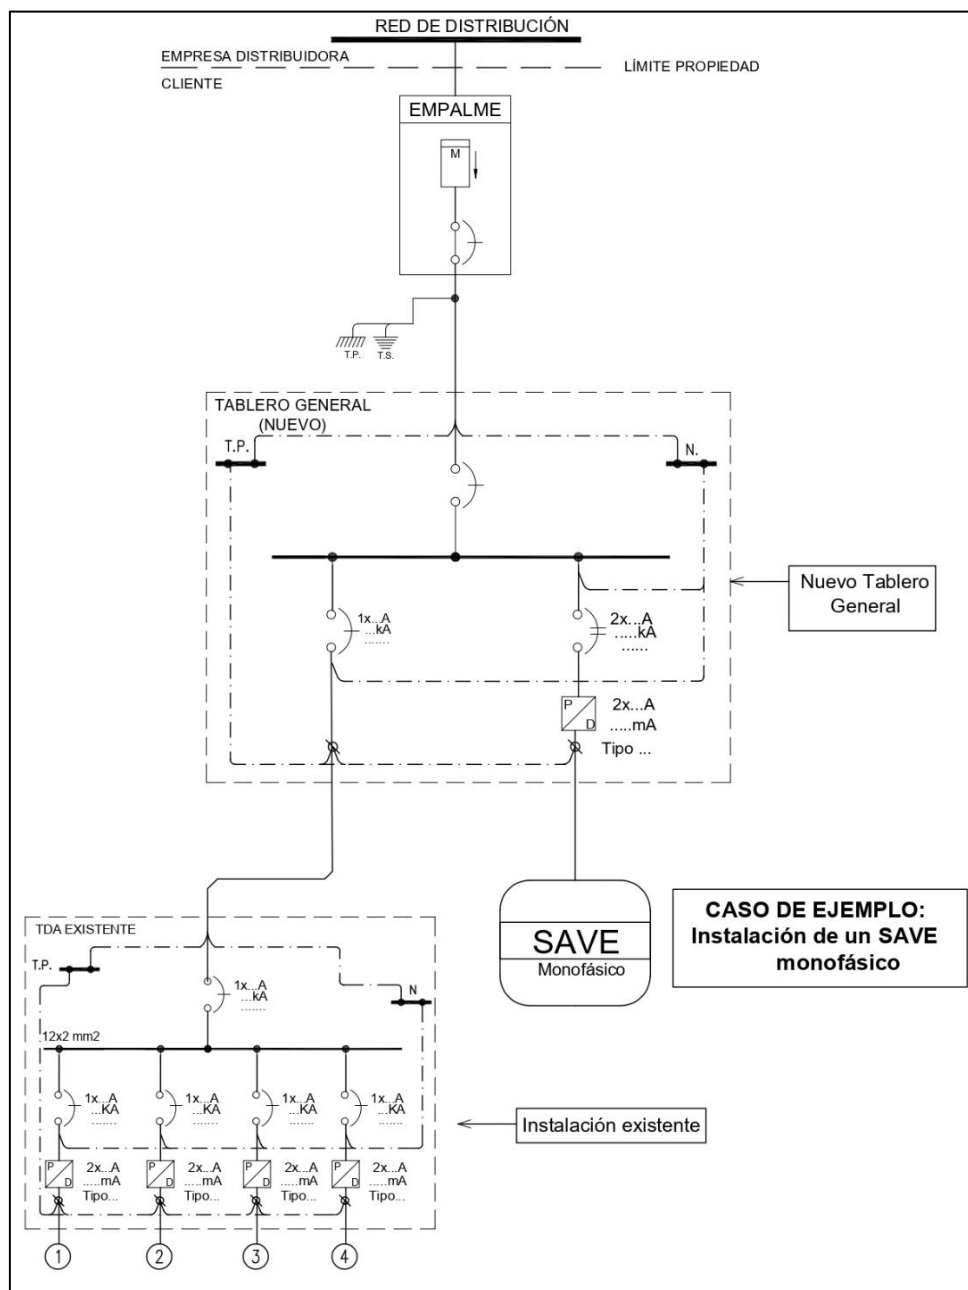 RED DE DISTRIBUCIÓN
EMPRESA DISTRIBUIDORA
LÍMITE PROPIEDAD
CLIENTE
EMPALME
M
T.P. T.S.
TABLERO GENERAL
(NUEVO)
T.P.
N.
Nuevo Tablero
General
1x...A
...kA
.......
2x...A
.....kA
......
P
D
2x...A
.....mA
Tipo ...
SAVE
Monofásico
CASO DE EJEMPLO:
Instalación de un SAVE
monofásico
TDA EXISTENTE
T.P.
N
1x...A
...kA
.......
12x2 mm2
1x...A 1x...A 1x...A 1x...A
...KA ...KA ...KA ...KA
....... ....... ....... .......
Instalación existente
P P P P
D D D D
2x...A 2x...A 2x...A 2x...A
.....mA .....mA .....mA .....mA
Tipo... Tipo... Tipo... Tipo...
1 2 3 4